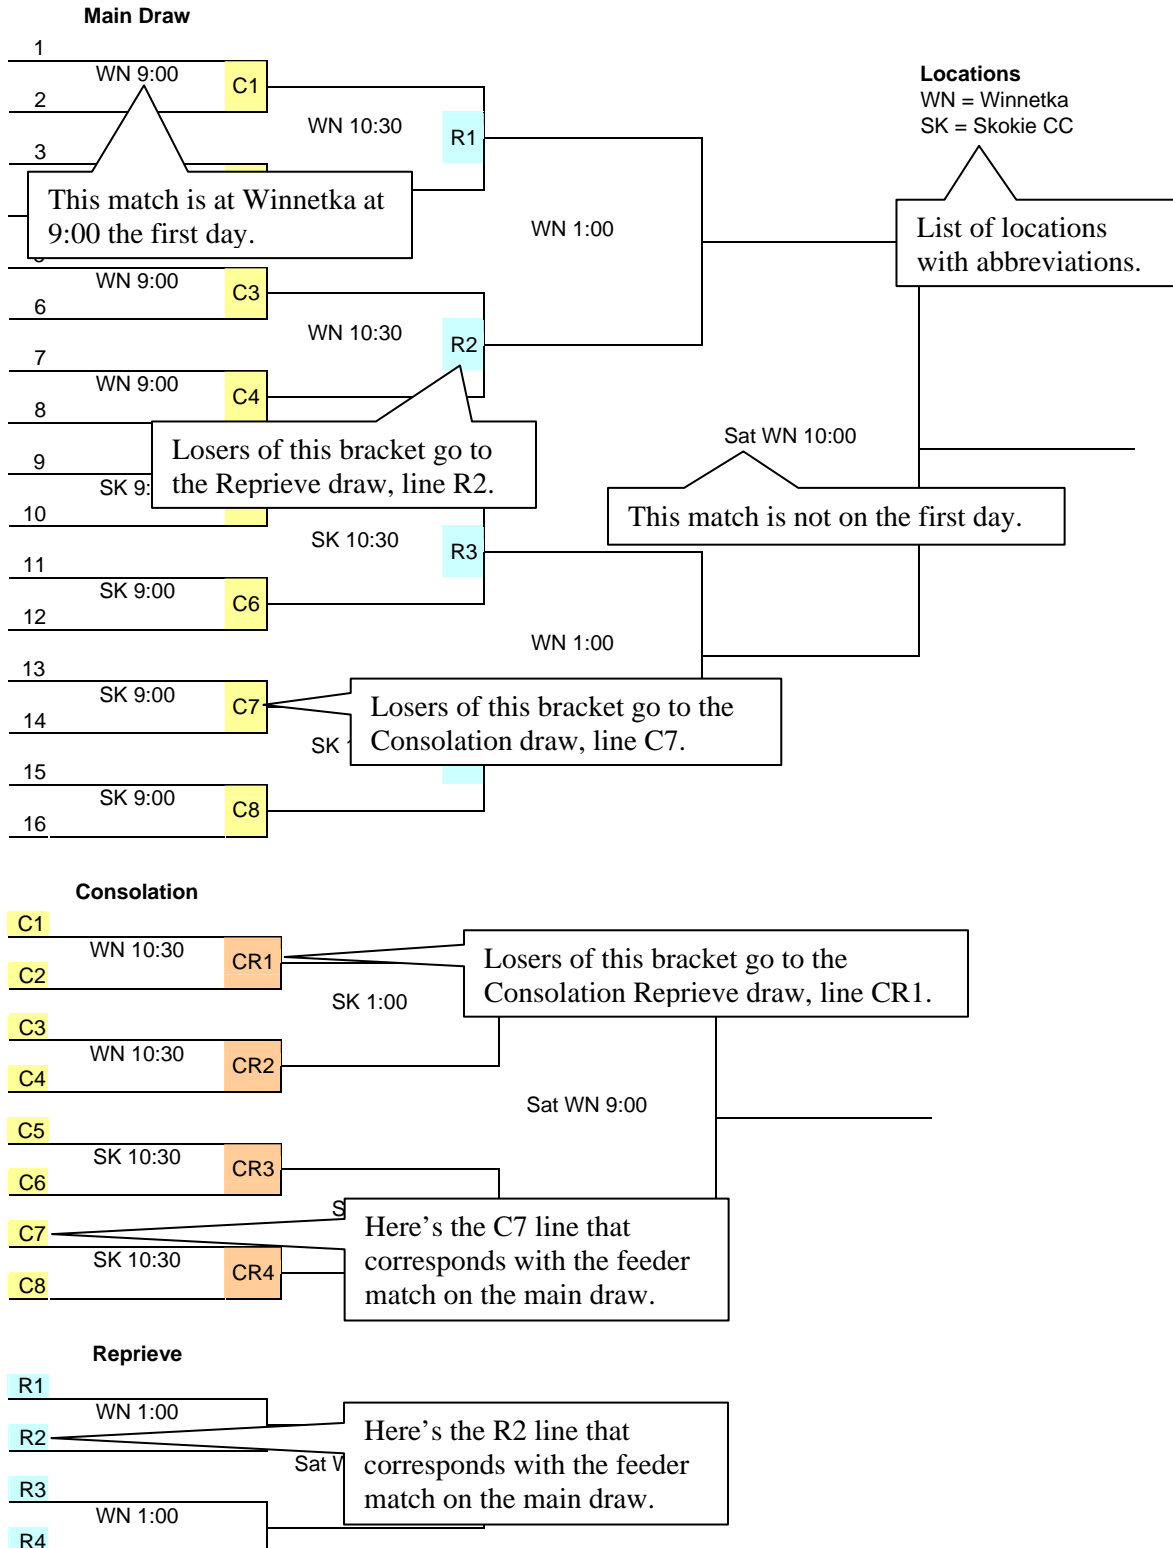 Main Draw
1
WN 9:00
C1
2
WN 10:30
R1
3
This match is at Winnetka at
9:00 the first day.
WN 1:00
Locations
WN = Winnetka
SK = Skokie CC
List of locations
with abbreviations.
WN 9:00
C3
6
WN 10:30
R2
7
WN 9:00
C4
8
Losers of this bracket go to
the Reprieve draw, line R2.
Sat WN 10:00
This match is not on the first day.
9
SK 9:
10
SK 10:30
R3
11
SK 9:00
C6
12
WN 1:00
13
SK 9:00
C7
14
Losers of this bracket go to the
Consolation draw, line C7.
SK
15
SK 9:00
C8
16
Consolation
C1
WN 10:30
CR1
C2
Losers of this bracket go to the
Consolation Reprieve draw, line CR1.
SK 1:00
C3
WN 10:30
CR2
C4
Sat WN 9:00
C5
SK 10:30
CR3
C6
C7
SK 10:30
CR4
C8
Here’s the C7 line that
corresponds with the feeder
match on the main draw.
Reprieve
R1
WN 1:00
R2
Here’s the R2 line that
corresponds with the feeder
match on the main draw.
Sat
R3
WN 1:00
R4